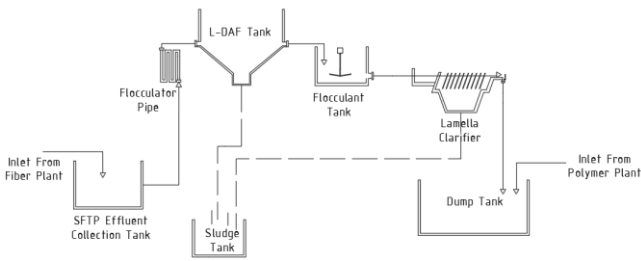 L-DAF Tank
Flocculator
Pipe
Flocculant
Tank
Lamella
Clarifier
Inlet From
Fiber Plant
Inlet From
Polymer Plant
SFTP Effluent
Collection Tank
Sludge
Tank
Dump Tank